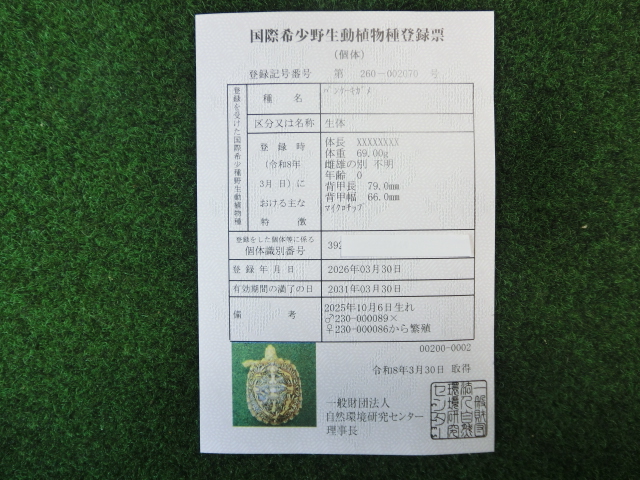 国際希少野生動植物種登録票
(個体)
登録記号番号 第 260-002070 号
登録を受けた国際希少野生動植物種
種名 パンケーキガメ
区分又は名称 生体
登録時
(令和8年
3月 日)に
おける主な
特徴
体長 XXXXXXXX
体重 69.00g
雌雄の別 不明
年齢 0
背甲長 79.0mm
背甲幅 66.0mm
マイクロチップ
登録をした個体等に係る
個体識別番号 392
登録年月日 2026年03月30日
有効期間の満了の日 2031年03月30日
備考
2025年10月6日生れ
♂230-000089×
♀230-000086から繁殖
00200-0002
令和8年3月30日 取得
一般財団法人
自然環境研究センター
理事長